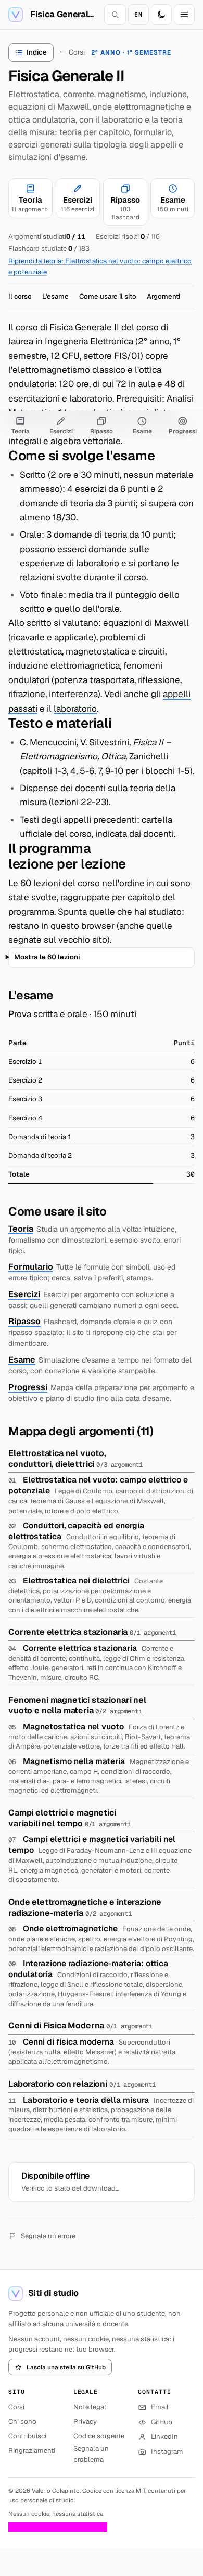 Fisica General...
EN
Indice
← Corsi
2° ANNO · 1° SEMESTRE
Fisica Generale II
Elettrostatica, corrente, magnetismo, induzione,
equazioni di Maxwell, onde elettromagnetiche e
ottica ondulatoria, con il laboratorio e la teoria
della misura: teoria per capitolo, formulario,
esercizi generati sulla tipologia degli appelli e
simulazione d'esame.
Teoria
11 argomenti
Esercizi
116 esercizi
Ripasso
183
flashcard
Esame
150 minuti
Argomenti studiati 0 / 11 Esercizi risolti 0 / 116
Flashcard studiate 0 / 183
Riprendi la teoria: Elettrostatica nel vuoto: campo elettrico
e potenziale
Il corso L'esame Come usare il sito Argomenti
Il corso di Fisica Generale II del corso di
laurea in Ingegneria Elettronica (2° anno, 1°
semestre, 12 CFU, settore FIS/01) copre
l'elettromagnetismo classico e l'ottica
ondulatoria: 120 ore, di cui 72 in aula e 48 di
esercitazioni e laboratorio. Prerequisiti: Analisi
Teoria Esercizi Ripasso Esame Progressi
integrali e algebra vettoriale.
Come si svolge l'esame
• Scritto (2 ore e 30 minuti, nessun materiale
ammesso): 4 esercizi da 6 punti e 2
domande di teoria da 3 punti; si supera con
almeno 18/30.
• Orale: 3 domande di teoria da 10 punti;
possono esserci domande sulle
esperienze di laboratorio, perché le
relazioni individuali chiudono il corso.
• Voto finale: media tra il punteggio dello
scritto e quello dell'orale.
Allo scritto si valutano: equazioni di Maxwell
(ricavarle e applicarle), problemi di
elettrostatica, magnetostatica e circuiti,
induzione elettromagnetica, fenomeni
ondulatori (potenza trasportata, riflessione,
rifrazione, interferenza). Vedi anche gli appelli
passati e il laboratorio.
Testo e materiali
• C. Mencuccini, V. Silvestrini, Fisica II –
Elettromagnetismo, Ottica, Zanichelli
(capitoli 1-3, 4, 5-6, 7, 9-10 per i blocchi 1-5).
• Dispense dei docenti sulla teoria della
misura (lezioni 22-23).
• Testi degli appelli precedenti: cartella
ufficiale del corso, indicata dai docenti.
Il programma
lezione per lezione
Le 60 lezioni del corso nell'ordine in cui sono
state svolte, raggruppate per capitolo del
programma. Spunta quelle che hai studiato:
restano in questo browser (anche quelle
segnate sul vecchio sito).
Mostra le 60 lezioni
L'esame
Prova scritta e orale · 150 minuti
Parte Punti
Esercizio 1 6
Esercizio 2 6
Esercizio 3 6
Esercizio 4 6
Domanda di teoria 1 3
Domanda di teoria 2 3
Totale 30
Come usare il sito
Teoria Studia un argomento alla volta: intuizione,
formalismo con dimostrazioni, esempio svolto, errori
tipici.
Formulario Tutte le formule con simboli, uso ed
errore tipico; cerca, salva i preferiti, stampa.
Esercizi Esercizi per argomento con soluzione a
passi; quelli generati cambiano numeri a ogni seed.
Ripasso Flashcard, domande d'orale e quiz con
ripasso spaziato: il sito ti ripropone ciò che stai per
dimenticare.
Esame Simulazione d'esame a tempo nel formato del
corso, con correzione e versione stampabile.
Progressi Mappa della preparazione per argomento e
obiettivo e piano di studio fino alla data d'esame.
Mappa degli argomenti (11)
Elettrostatica nel vuoto,
conduttori, dielettrici 0/3 argomenti
01 Elettrostatica nel vuoto: campo elettrico e
potenziale Legge di Coulomb, campo di distribuzioni di
carica, teorema di Gauss e I equazione di Maxwell,
potenziale, rotore e dipolo elettrico.
02 Conduttori, capacità ed energia
elettrostatica Conduttori in equilibrio, teorema di
Coulomb, schermo elettrostatico, capacità e condensatori,
energia e pressione elettrostatica, lavori virtuali e
cariche immagine.
03 Elettrostatica nei dielettrici Costante
dielettrica, polarizzazione per deformazione e
orientamento, vettori P e D, condizioni al contorno, energia
con i dielettrici e macchine elettrostatiche.
Corrente elettrica stazionaria 0/1 argomenti
04 Corrente elettrica stazionaria Corrente e
densità di corrente, continuità, legge di Ohm e resistenza,
effetto Joule, generatori, reti in continua con Kirchhoff e
Thevenin, misure, circuito RC.
Fenomeni magnetici stazionari nel
vuoto e nella materia 0/2 argomenti
05 Magnetostatica nel vuoto Forza di Lorentz e
moto delle cariche, azioni sui circuiti, Biot-Savart, teorema
di Ampère, potenziale vettore, forze tra fili ed effetto Hall.
06 Magnetismo nella materia Magnetizzazione e
correnti amperiane, campo H, condizioni di raccordo,
materiali dia-, para- e ferromagnetici, isteresi, circuiti
magnetici ed elettromagneti.
Campi elettrici e magnetici
variabili nel tempo 0/1 argomenti
07 Campi elettrici e magnetici variabili nel
tempo Legge di Faraday-Neumann-Lenz e III equazione
di Maxwell, autoinduzione e mutua induzione, circuito
RL, energia magnetica, generatori e motori, corrente
di spostamento.
Onde elettromagnetiche e interazione
radiazione-materia 0/2 argomenti
08 Onde elettromagnetiche Equazione delle onde,
onde piane e sferiche, spettro, energia e vettore di Poynting,
potenziali elettrodinamici e radiazione del dipolo oscillante.
09 Interazione radiazione-materia: ottica
ondulatoria Condizioni di raccordo, riflessione e
rifrazione, legge di Snell e riflessione totale, dispersione,
polarizzazione, Huygens-Fresnel, interferenza di Young e
diffrazione da una fenditura.
Cenni di Fisica Moderna 0/1 argomenti
10 Cenni di fisica moderna Superconduttori
(resistenza nulla, effetto Meissner) e relatività ristretta
applicata all'elettromagnetismo.
Laboratorio con relazioni 0/1 argomenti
11 Laboratorio e teoria della misura Incertezze di
misura, distribuzioni e statistica, propagazione delle
incertezze, media pesata, confronto tra misure, minimi
quadrati e le esperienze di laboratorio.
Disponibile offline
Verifico lo stato del download...
Segnala un errore
Siti di studio
Progetto personale e non ufficiale di uno studente, non
affiliato ad alcuna università o docente.
Nessun account, nessun cookie, nessuna statistica: i
progressi restano nel tuo browser.
Lascia una stella su GitHub
SITO
Corsi
Chi sono
Contribuisci
Ringraziamenti
LEGALE
Note legali
Privacy
Codice sorgente
Segnala un
problema
CONTATTI
Email
GitHub
LinkedIn
Instagram
© 2026 Valerio Colapinto. Codice con licenza MIT, contenuti per
uso personale di studio.
Nessun cookie, nessuna statistica